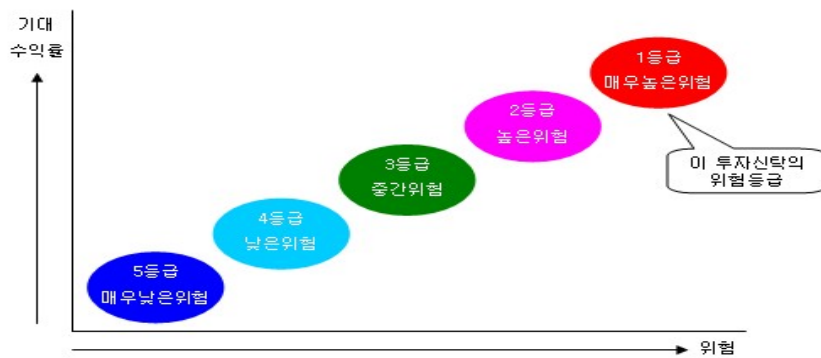 기대
수익률
1등급
매우높은위험
2등급
높은위험
이 투자신탁의
위험등급
3등급
중간위험
4등급
낮은위험
5등급
매우낮은위험
위험